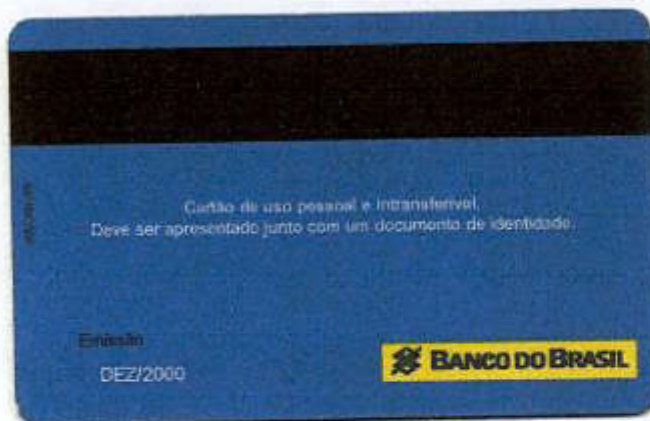 Cartão de uso pessoal e intransferível.
Deve ser apresentado junto com um documento de identidade.
Emissão
DEZ/2000
BANCO DO BRASIL